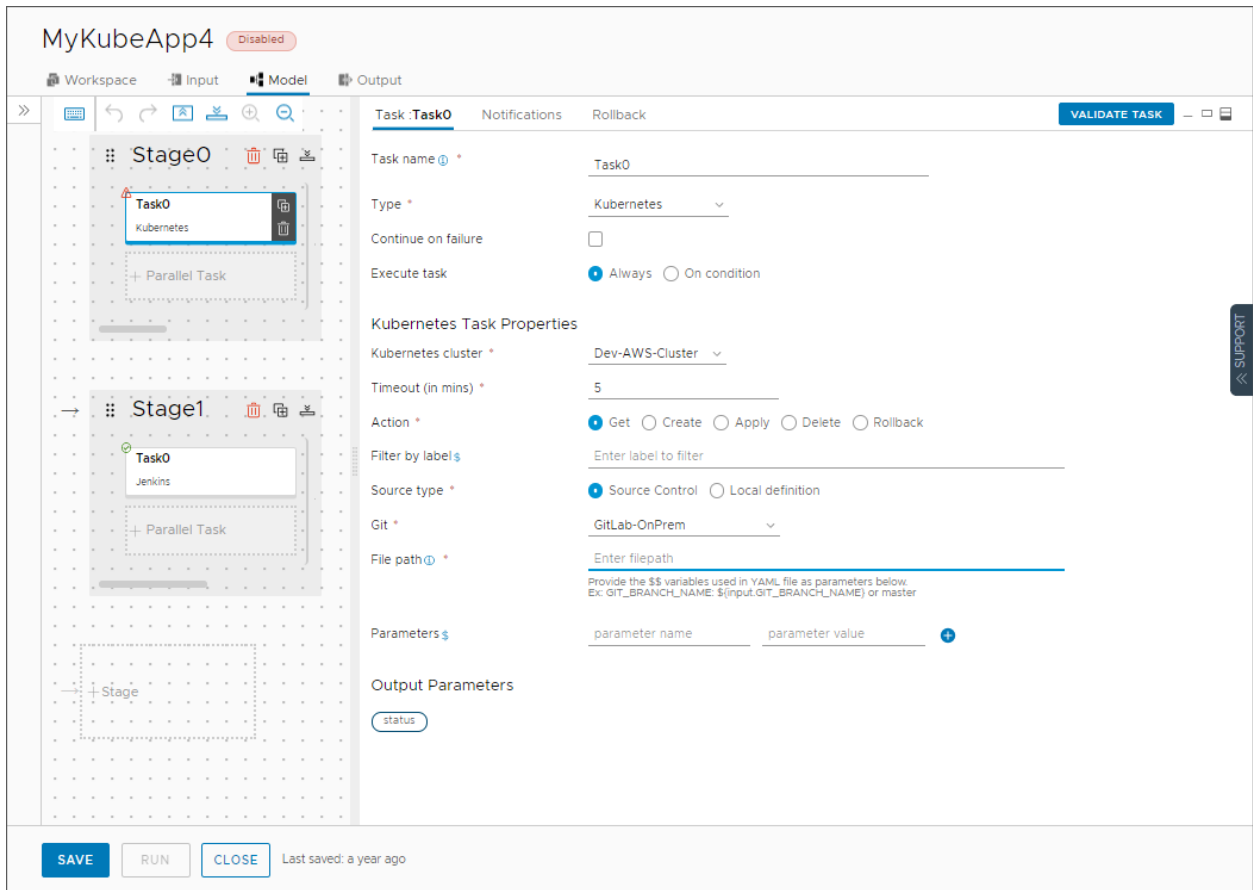 MyKubeApp4 Disabled
Workspace Input Model Output
Task :Task0 Notifications Rollback VALIDATE TASK
Stage0
Task0
Kubernetes
+ Parallel Task
Stage1
Task0
Jenkins
+ Parallel Task
+ Stage
Task name *
Task0
Type *
Kubernetes
Continue on failure
Execute task
Always On condition
Kubernetes Task Properties
Kubernetes cluster *
Dev-AWS-Cluster
Timeout (in mins) *
5
Action *
Get Create Apply Delete Rollback
Filter by label $
Enter label to filter
Source type *
Source Control Local definition
Git *
GitLab-OnPrem
File path *
Enter filepath
Provide the $$ variables used in YAML file as parameters below.
Ex: GIT_BRANCH_NAME: ${input.GIT_BRANCH_NAME} or master
Parameters $
parameter name parameter value
Output Parameters
status
SUPPORT
SAVE RUN CLOSE Last saved: a year ago